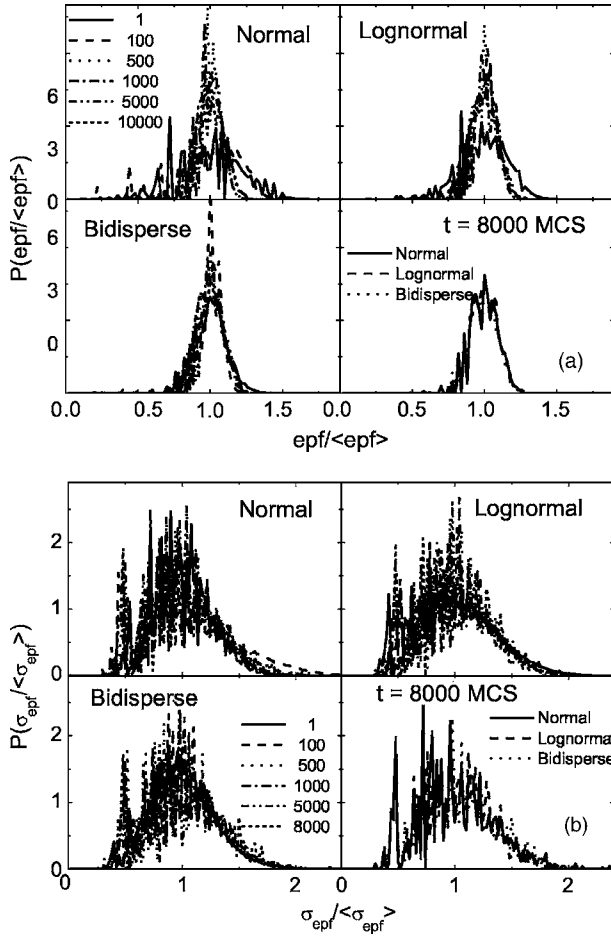 Normal
1
100
500
1000
5000
10000
Lognormal
6
3
0
P(epf/<epf>)
Bidisperse
6
3
0
t = 8000 MCS
Normal
Lognormal
Bidisperse
(a)
0.0 0.5 1.0 1.5 0.0 0.5 1.0 1.5
epf/<epf>
Normal
Lognormal
3
2
1
0
P(σepf/<σepf>)
Bidisperse
1
100
500
1000
5000
8000
2
1
0
t = 8000 MCS
Normal
Lognormal
Bidisperse
(b)
0 1 2 0 1 2
σepf/<σepf>